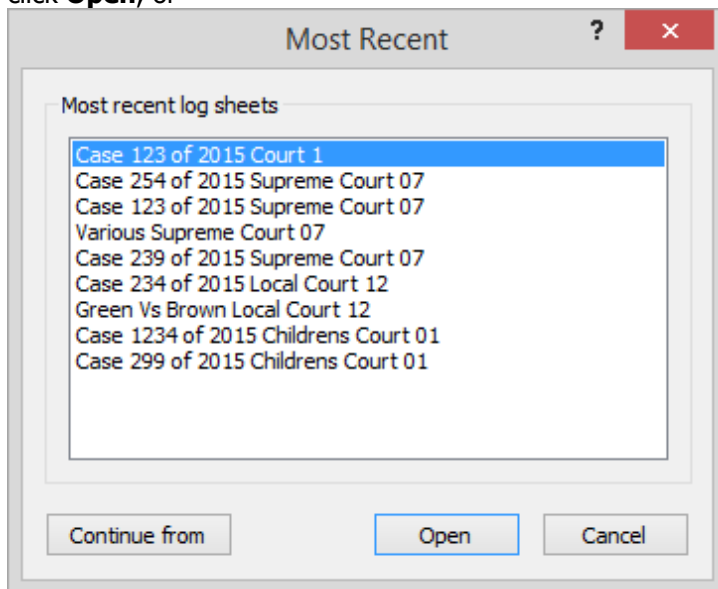 click Open, or
Most Recent ? ×
Most recent log sheets
Case 123 of 2015 Court 1
Case 254 of 2015 Supreme Court 07
Case 123 of 2015 Supreme Court 07
Various Supreme Court 07
Case 239 of 2015 Supreme Court 07
Case 234 of 2015 Local Court 12
Green Vs Brown Local Court 12
Case 1234 of 2015 Childrens Court 01
Case 299 of 2015 Childrens Court 01
Continue from Open Cancel